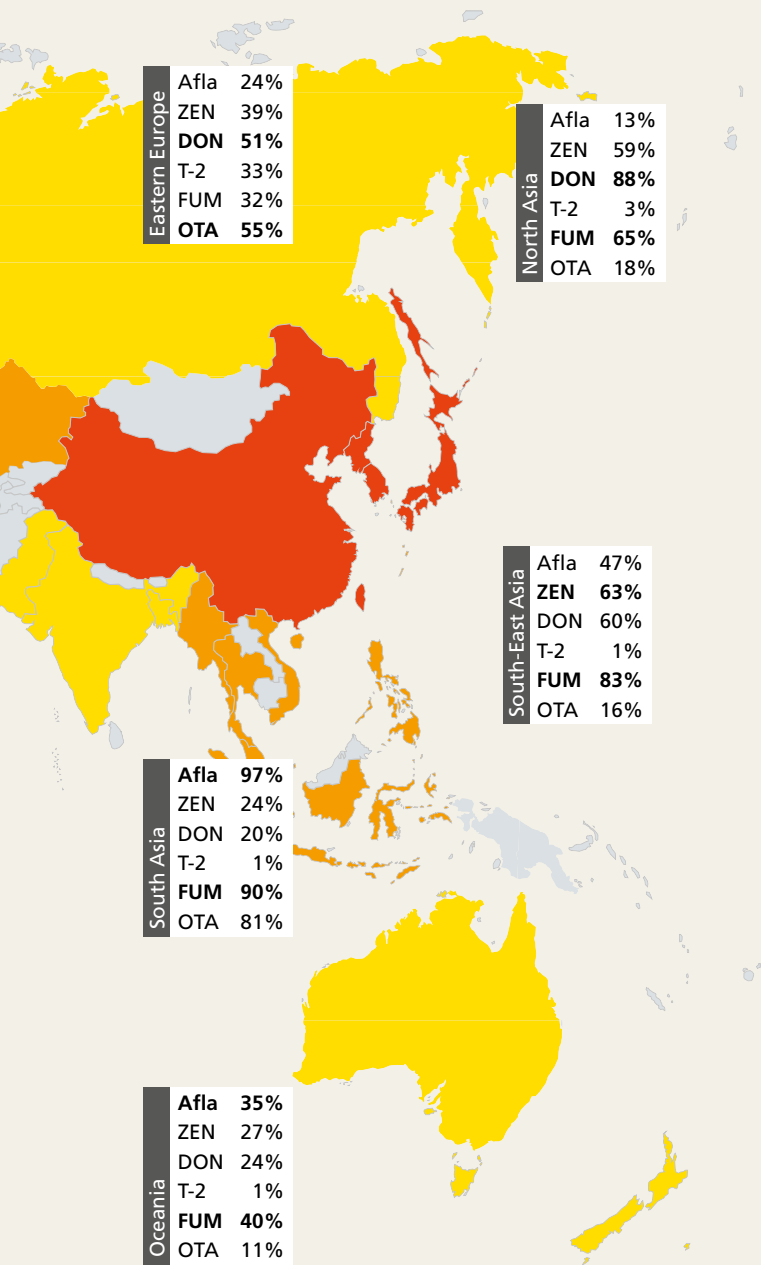 Eastern Europe
Afla 24%
ZEN 39%
DON 51%
T-2 33%
FUM 32%
OTA 55%
North Asia
Afla 13%
ZEN 59%
DON 88%
T-2 3%
FUM 65%
OTA 18%
South-East Asia
Afla 47%
ZEN 63%
DON 60%
T-2 1%
FUM 83%
OTA 16%
South Asia
Afla 97%
ZEN 24%
DON 20%
T-2 1%
FUM 90%
OTA 81%
Oceania
Afla 35%
ZEN 27%
DON 24%
T-2 1%
FUM 40%
OTA 11%